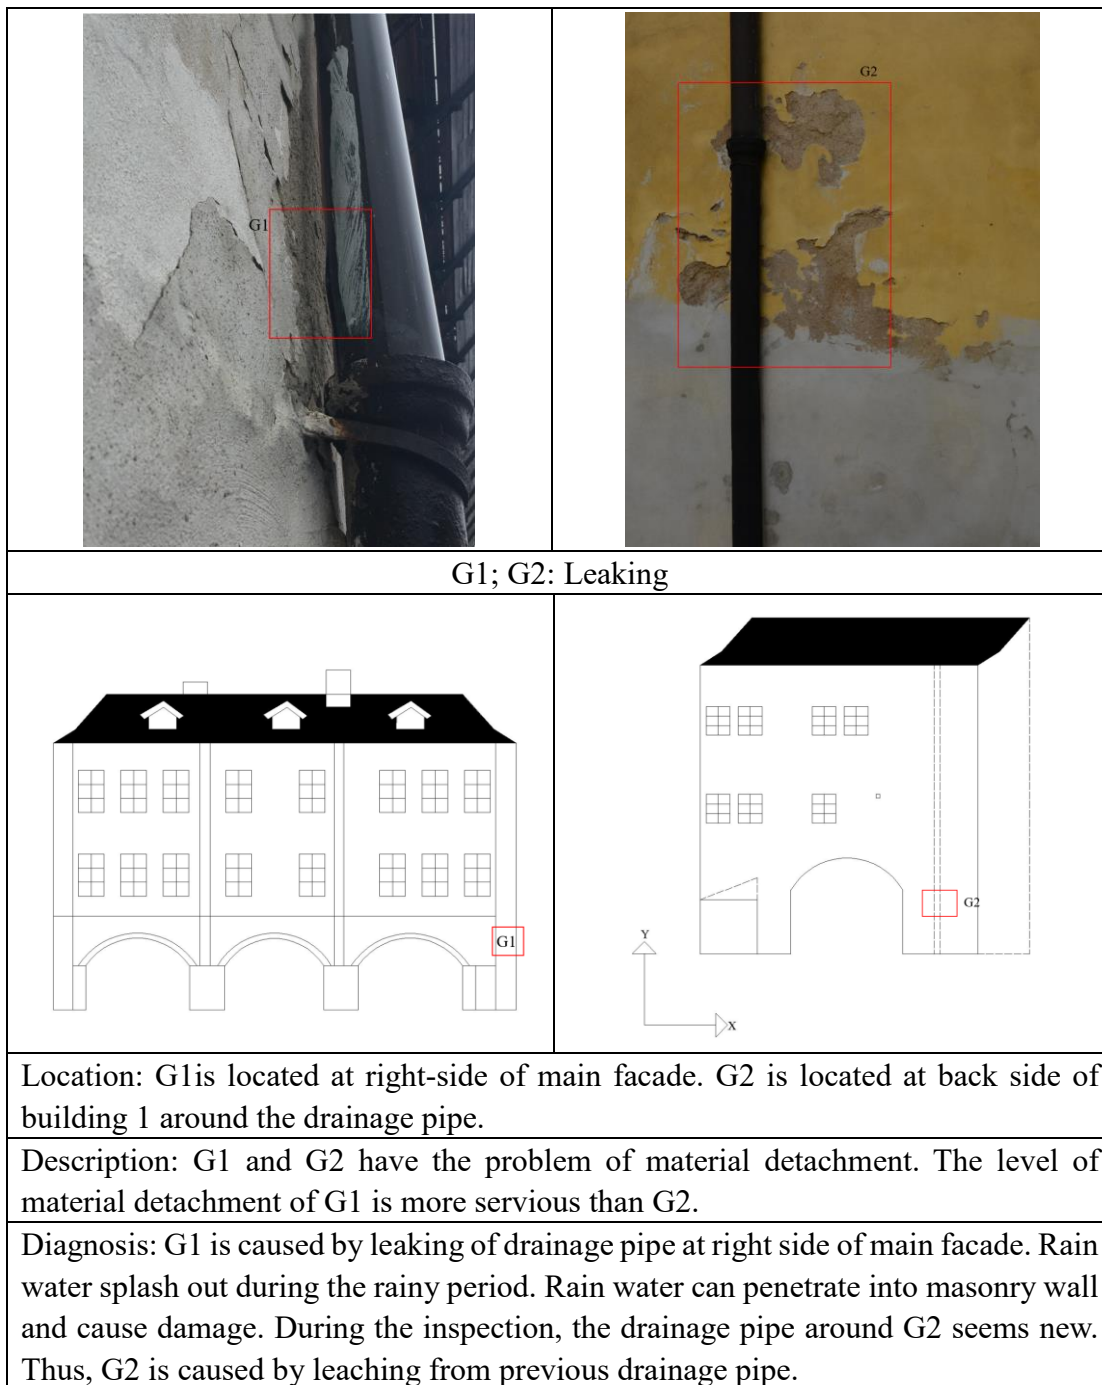 G1
G2
G1; G2: Leaking
G1
G2
Y
X
Location: G1is located at right-side of main facade. G2 is located at back side of
building 1 around the drainage pipe.
Description: G1 and G2 have the problem of material detachment. The level of
material detachment of G1 is more servious than G2.
Diagnosis: G1 is caused by leaking of drainage pipe at right side of main facade. Rain
water splash out during the rainy period. Rain water can penetrate into masonry wall
and cause damage. During the inspection, the drainage pipe around G2 seems new.
Thus, G2 is caused by leaching from previous drainage pipe.